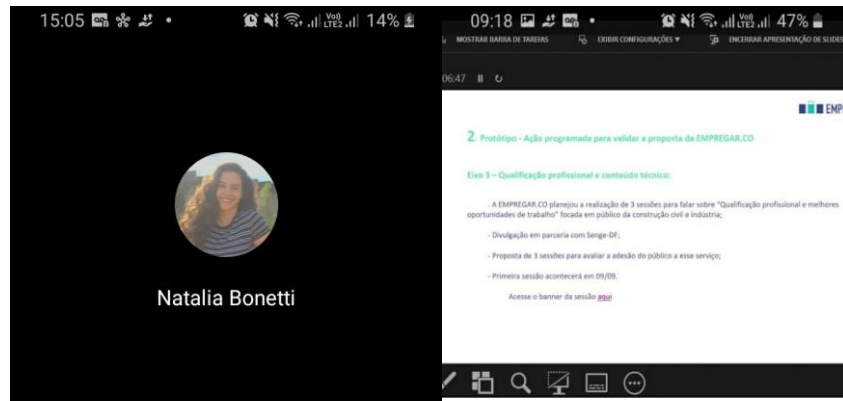 15:05
VoI) LTE2 14%
Natalia Bonetti
09:18
VoI) LTE2 47%
MOSTRAR BARRA DE TAREFAS EXIBIR CONFIGURAÇÕES ▾ ENCERRAR APRESENTAÇÃO DE SLIDES
06:47
EMP
2. Protótipo - Ação programada para validar a proposta da EMPREGAR.CO
Eixo 3 – Qualificação profissional e conteúdo técnico:
. A EMPREGAR.CO planejou a realização de 3 sessões para falar sobre "Qualificação profissional e melhores
oportunidades de trabalho" focada em público da construção civil e indústria;
- Divulgação em parceria com Senge-DF;
- Proposta de 3 sessões para avaliar a adesão do público a esse serviço;
- Primeira sessão acontecerá em 09/09.
Acesse o banner da sessão aqui